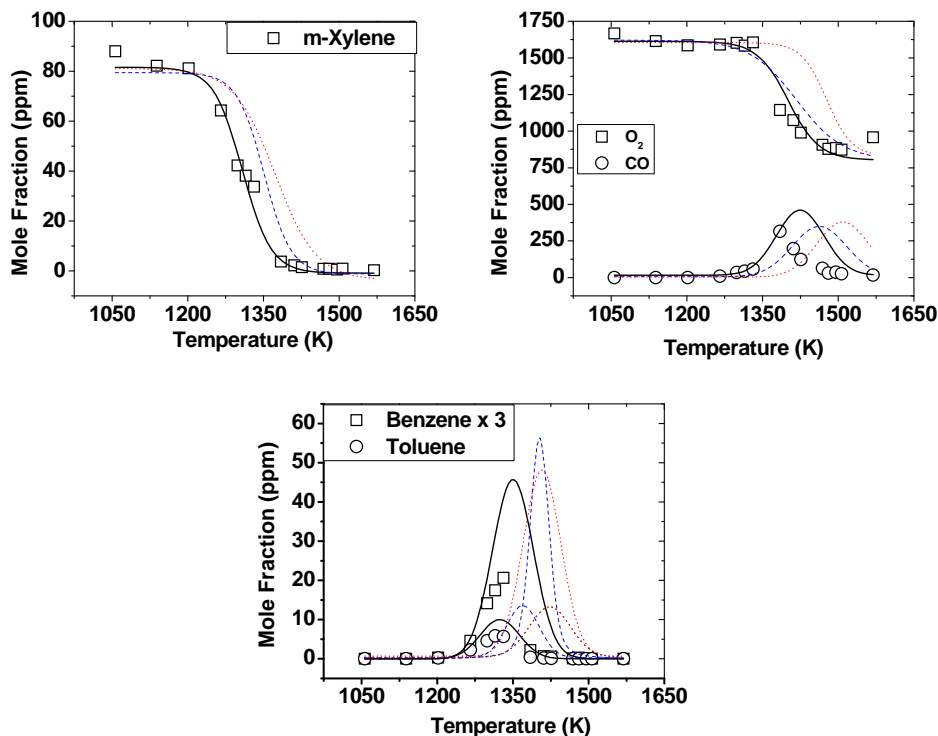 m-Xylene
100
80
60
40
20
0
Mole Fraction (ppm)
1050 1200 1350 1500 1650
Temperature (K)
1750
1500
1250
1000
750
500
250
0
Mole Fraction (ppm)
O2
CO
1050 1200 1350 1500 1650
Temperature (K)
Benzene x 3
Toluene
60
50
40
30
20
10
0
Mole Fraction (ppm)
1050 1200 1350 1500 1650
Temperature (K)